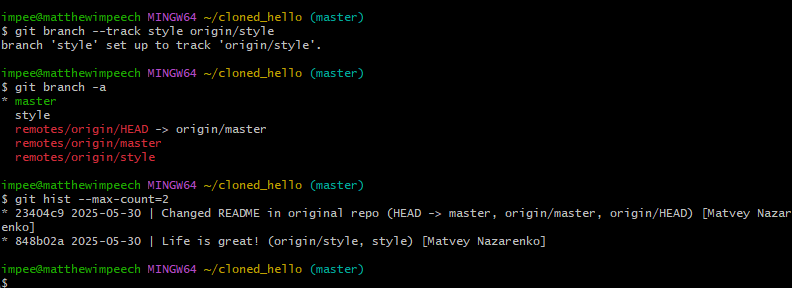 impee@matthewimpeech MINGW64 ~/cloned_hello (master)
$ git branch --track style origin/style
branch 'style' set up to track 'origin/style'.
impee@matthewimpeech MINGW64 ~/cloned_hello (master)
$ git branch -a
* master
  style
  remotes/origin/HEAD -> origin/master
  remotes/origin/master
  remotes/origin/style
impee@matthewimpeech MINGW64 ~/cloned_hello (master)
$ git hist --max-count=2
* 23404c9 2025-05-30 | Changed README in original repo (HEAD -> master, origin/master, origin/HEAD) [Matvey Nazar
enko]
* 848b02a 2025-05-30 | Life is great! (origin/style, style) [Matvey Nazarenko]
impee@matthewimpeech MINGW64 ~/cloned_hello (master)
$